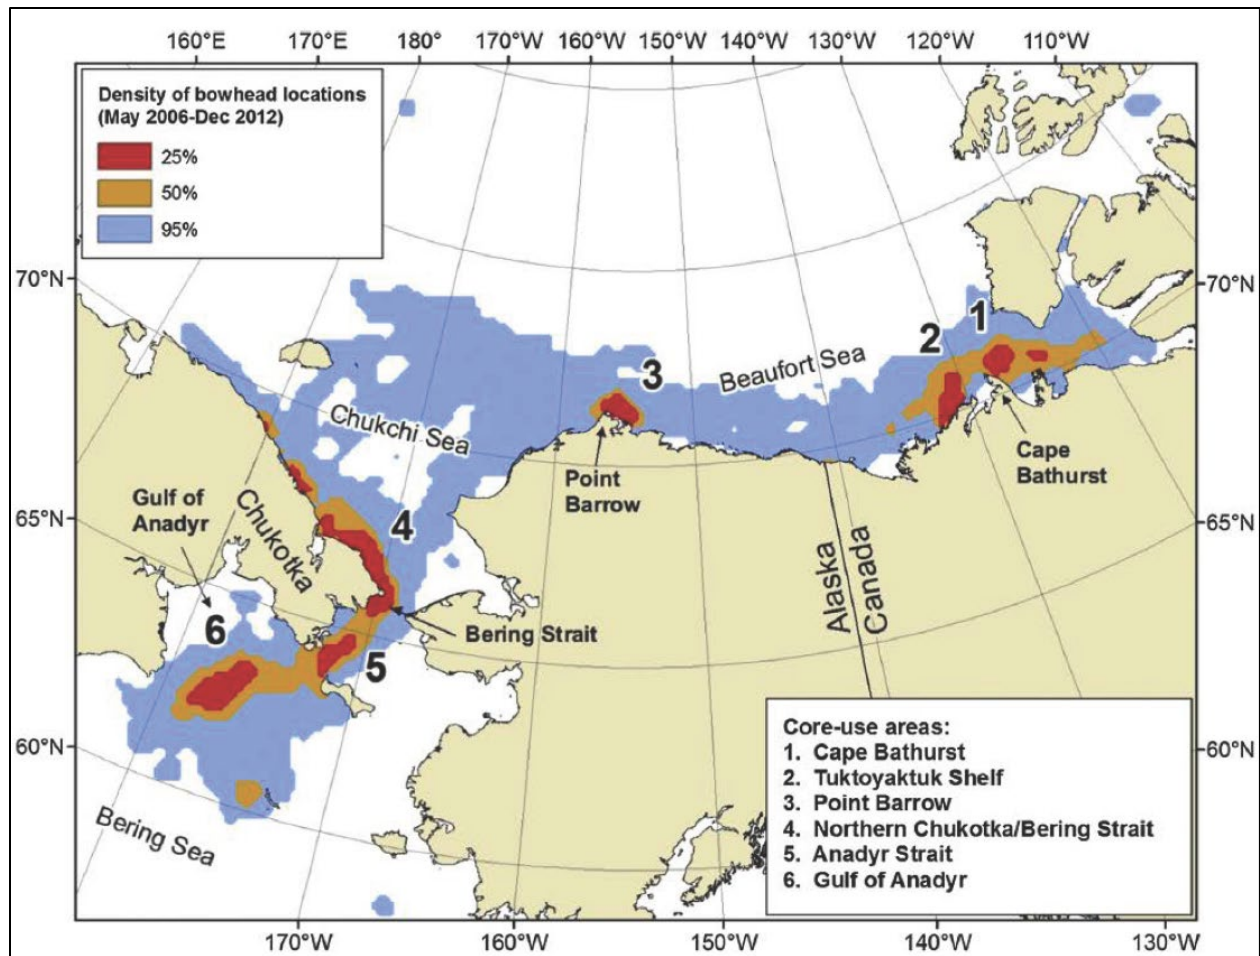 160°E 170°E 180° 170°W 160°W 150°W 140°W 130°W 120°W 110°W
Density of bowhead locations
(May 2006-Dec 2012)
25%
50%
95%
70°N
70°N
1
2
3
Beaufort Sea
Chukchi Sea
Point
Barrow
Cape
Bathurst
Gulf of
Anadyr
Chukotka
4
65°N
65°N
Alaska
Canada
6
Bering Strait
5
60°N
60°N
Bering Sea
Core-use areas:
1. Cape Bathurst
2. Tuktoyaktuk Shelf
3. Point Barrow
4. Northern Chukotka/Bering Strait
5. Anadyr Strait
6. Gulf of Anadyr
170°W 160°W 150°W 140°W 130°W